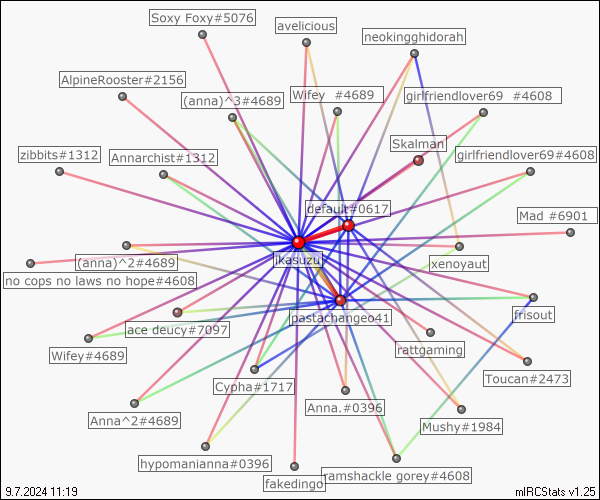 Soxy Foxy#5076
avelicious
neokingghidorah
AlpineRooster#2156
(anna)^3#4689
Wifey  #4689
girlfriendlover69  #4608
Skalman
zibbits#1312
Annarchist#1312
girlfriendlover69#4608
default#0617
Mad #6901
ikasuzu
(anna)^2#4689
xenoyaut
no cops no laws no hope#4608
pastachangeo41
frisout
ace deucy#7097
Wifey#4689
rattgaming
Cypha#1717
Toucan#2473
Anna.#0396
Anna^2#4689
Mushy#1984
hypomanianna#0396
fakedingo
ramshackle gorey#4608
9.7.2024 11:19
mIRCStats v1.25